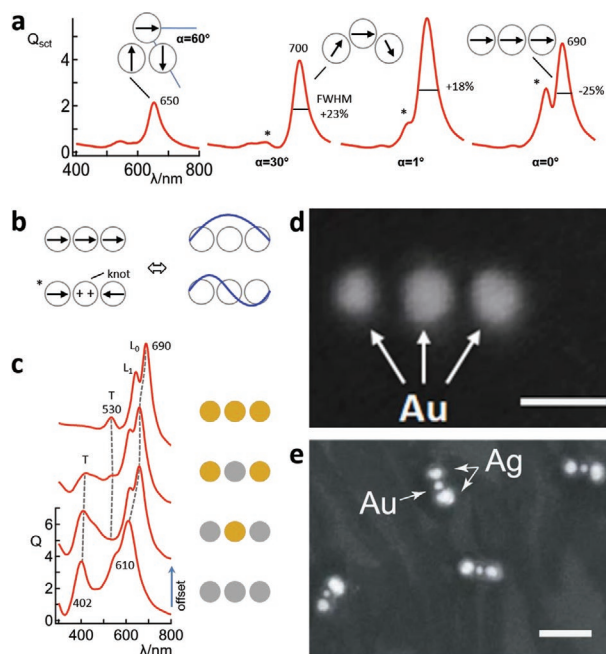 a
Qsct
4
2
0
400
600
800
λ/nm
α=60°
650
700
FWHM
+23%
*
α=30°
+18%
*
α=1°
690
-25%
*
α=0°
b
knot
*
+ +
⇔
c
L₀
690
L₁
T
530
T
Q
6
4
2
0
610
402
offset
400
600
800
λ/nm
d
Au
e
Ag
Au